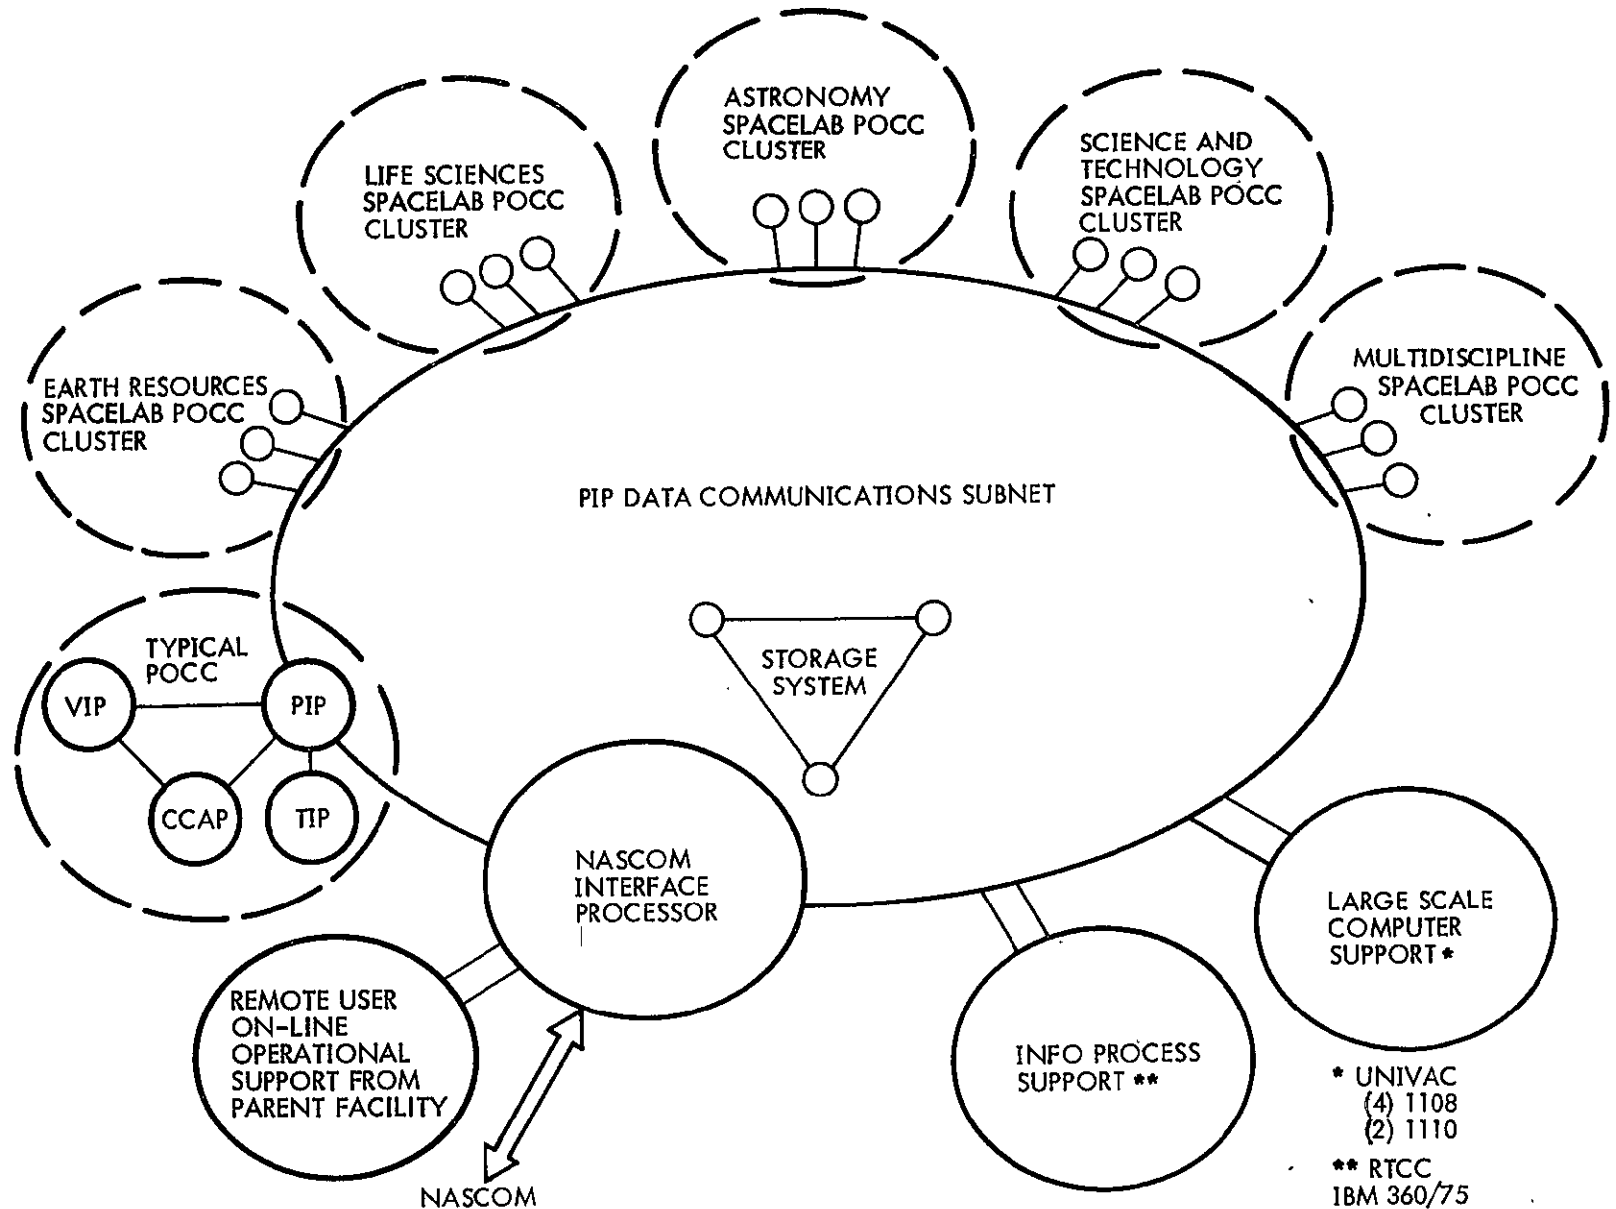 ASTRONOMY
SPACELAB POCC
CLUSTER
SCIENCE AND
TECHNOLOGY
SPACELAB POCC
CLUSTER
LIFE SCIENCES
SPACELAB POCC
CLUSTER
MULTIDISCIPLINE
SPACELAB POCC
CLUSTER
EARTH RESOURCES
SPACELAB POCC
CLUSTER
PIP DATA COMMUNICATIONS SUBNET
TYPICAL
POCC
VIP
PIP
CCAP
TIP
STORAGE
SYSTEM
NASCOM
INTERFACE
PROCESSOR
LARGE SCALE
COMPUTER
SUPPORT *
REMOTE USER
ON-LINE
OPERATIONAL
SUPPORT FROM
PARENT FACILITY
INFO PROCESS
SUPPORT **
NASCOM
* UNIVAC
(4) 1108
(2) 1110
** RTCC
IBM 360/75